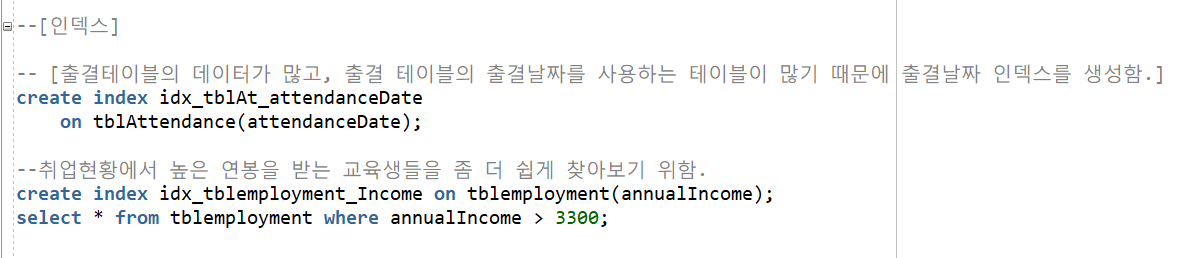 --[인덱스]
-- [출결테이블의 데이터가 많고, 출결 테이블의 출결날짜를 사용하는 테이블이 많기 때문에 출결날짜 인덱스를 생성함.]
create index idx_tblAt_attendanceDate
    on tblAttendance(attendanceDate);
--취업현황에서 높은 연봉을 받는 교육생들을 좀 더 쉽게 찾아보기 위함.
create index idx_tblemployment_Income on tblemployment(annualIncome);
select * from tblemployment where annualIncome > 3300;